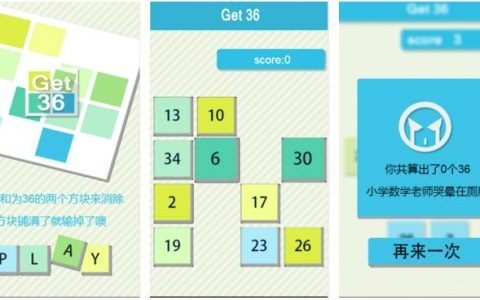 Get
36
和为36的两个方块来消除
方块铺满了就输掉了噢
P L A Y
Get 36
score:0
13 10
34 6 30
2 17
19 23 26
Get 36
score 3
你共算出了0个36
小学数学老师哭晕在厕所
再来一次